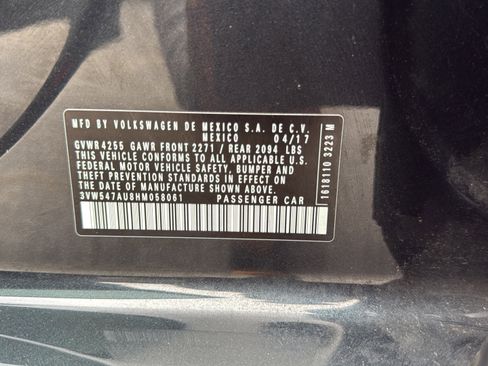 MFD BY VOLKSWAGEN DE MEXICO S.A. DE C.V.
MEXICO 04/17
GVWR4255 GAWR FRONT 2271 / REAR 2094 LBS
THIS VEHICLE CONFORMS TO ALL APPLICABLE U.S.
FEDERAL MOTOR VEHICLE SAFETY, BUMPER AND
THEFT PREVENTION STANDARDS IN EFFECT ON
THE DATE OF MANUFACTURE SHOWN ABOVE.
3VW547AU8HM058061 PASSENGER CAR
1618110 3223 M